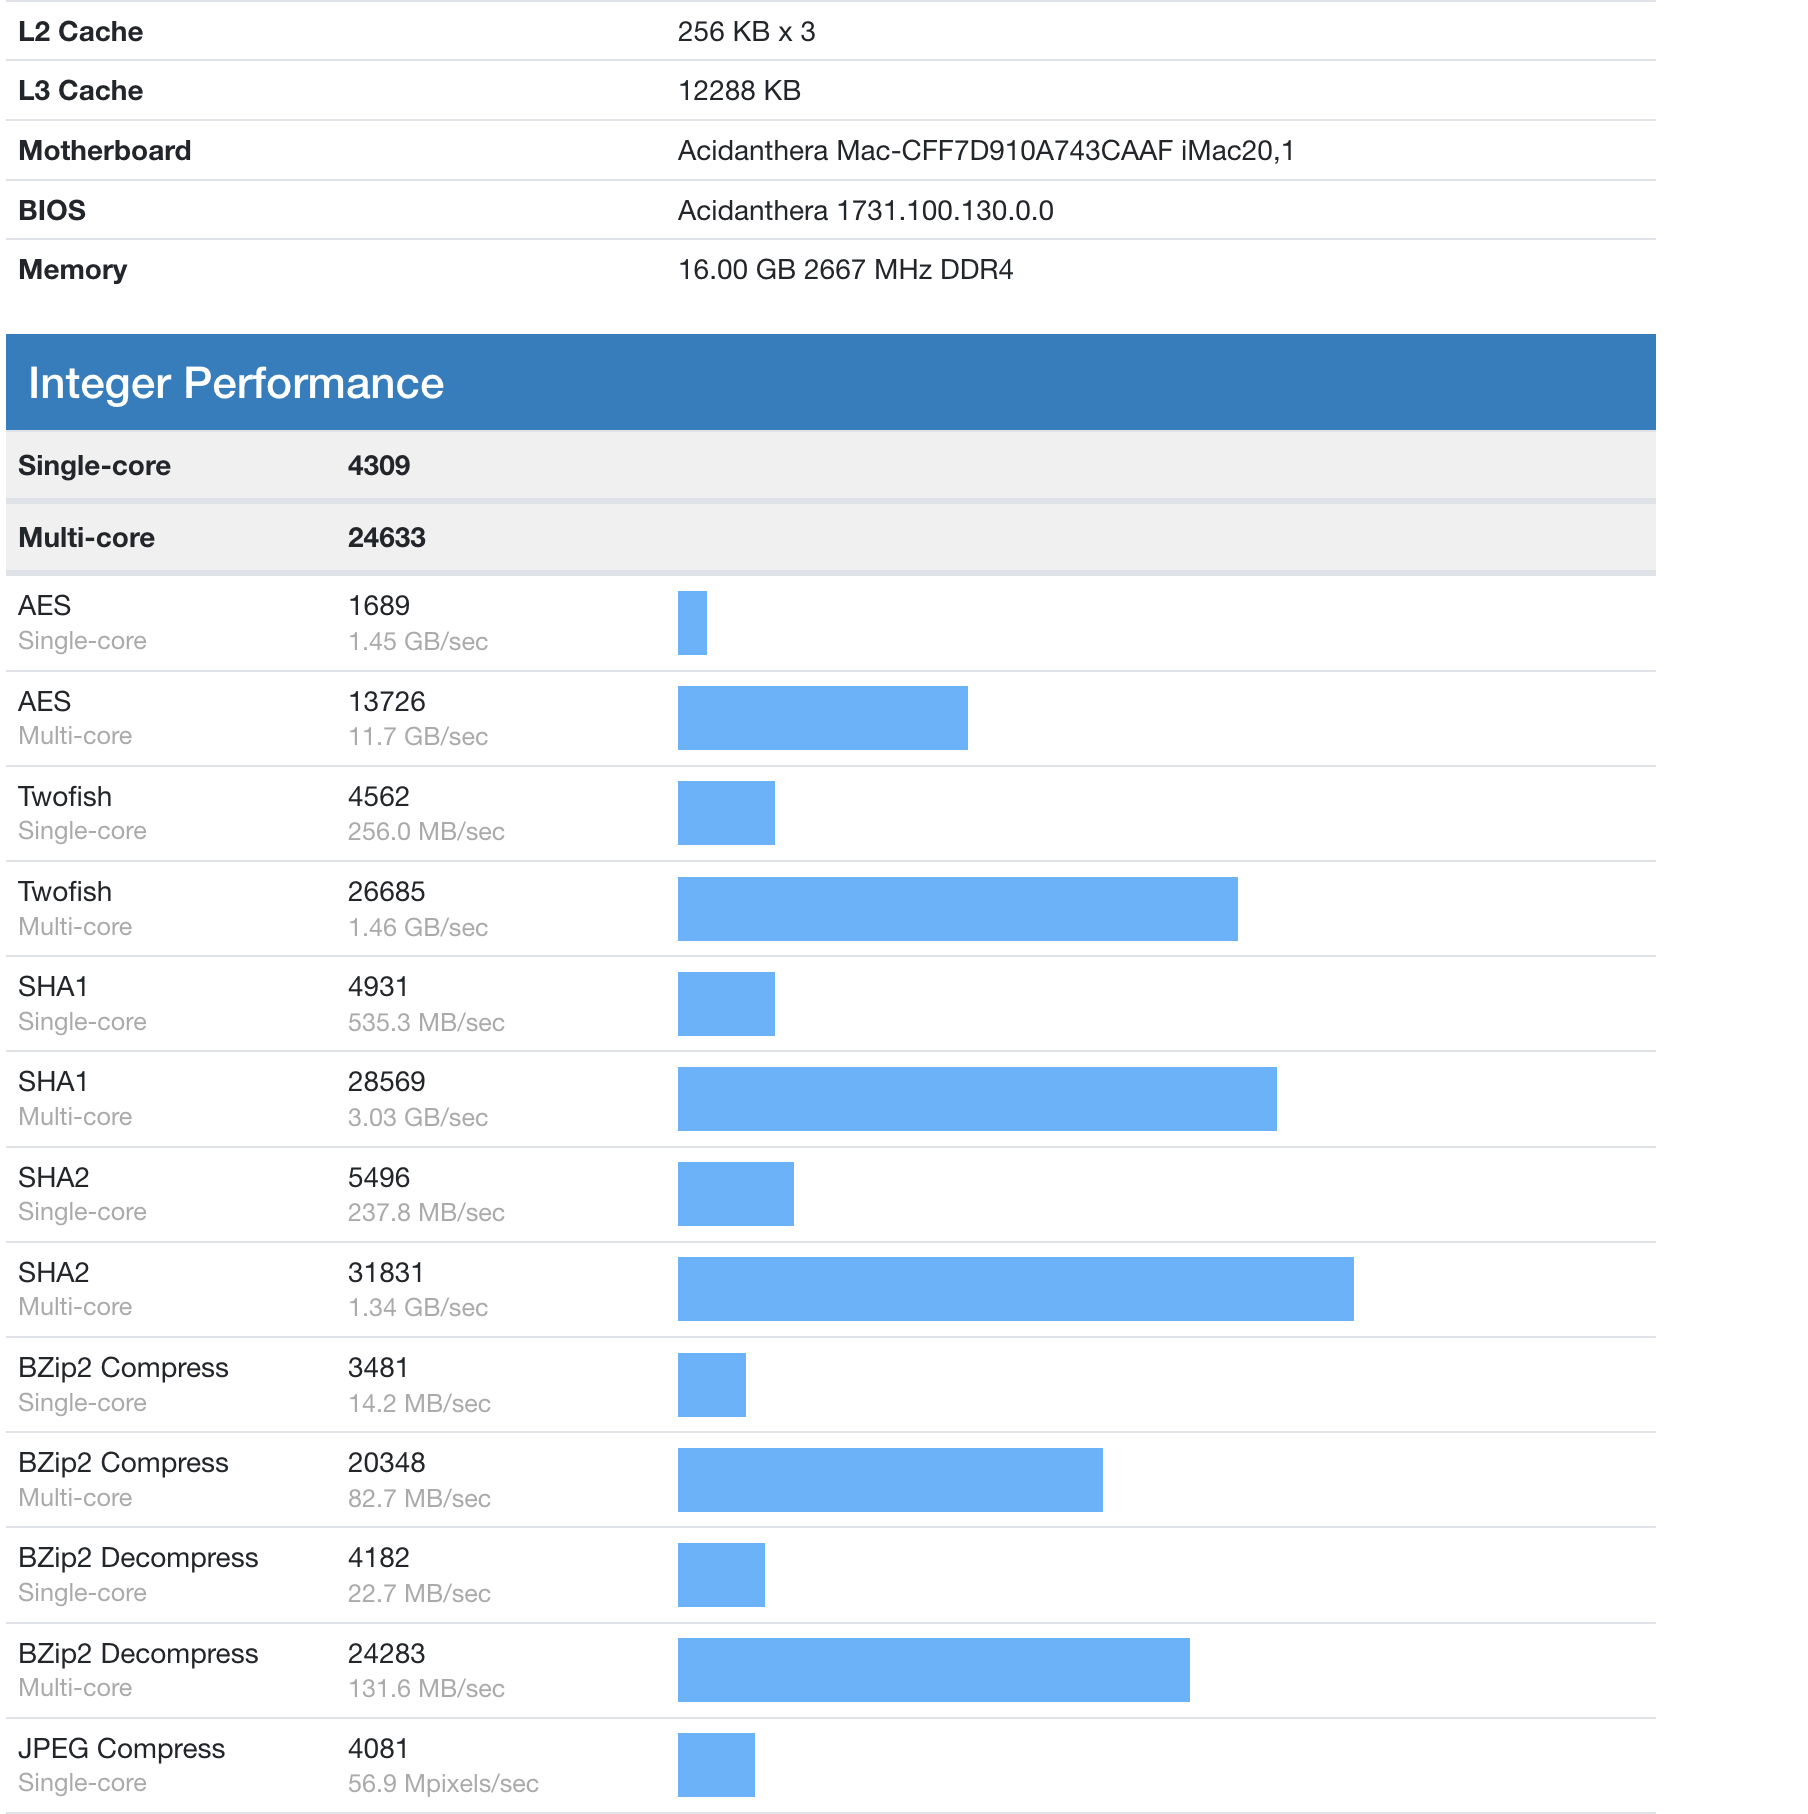 L2 Cache 256 KB x 3
L3 Cache 12288 KB
Motherboard Acidanthera Mac-CFF7D910A743CAAF iMac20,1
BIOS Acidanthera 1731.100.130.0.0
Memory 16.00 GB 2667 MHz DDR4
Integer Performance
Single-core 4309
Multi-core 24633
AES 1689
Single-core 1.45 GB/sec
AES 13726
Multi-core 11.7 GB/sec
Twofish 4562
Single-core 256.0 MB/sec
Twofish 26685
Multi-core 1.46 GB/sec
SHA1 4931
Single-core 535.3 MB/sec
SHA1 28569
Multi-core 3.03 GB/sec
SHA2 5496
Single-core 237.8 MB/sec
SHA2 31831
Multi-core 1.34 GB/sec
BZip2 Compress 3481
Single-core 14.2 MB/sec
BZip2 Compress 20348
Multi-core 82.7 MB/sec
BZip2 Decompress 4182
Single-core 22.7 MB/sec
BZip2 Decompress 24283
Multi-core 131.6 MB/sec
JPEG Compress 4081
Single-core 56.9 Mpixels/sec